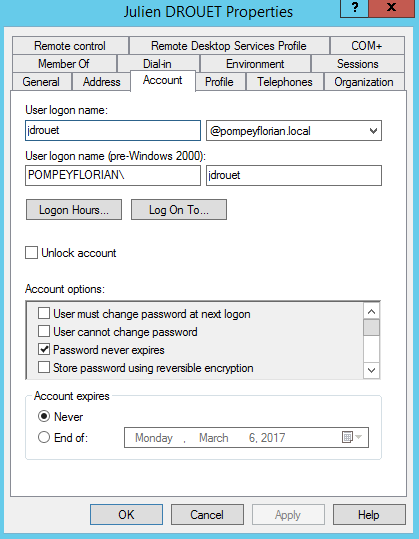 Julien DROUET Properties
? X
Remote control Remote Desktop Services Profile COM+
Member Of Dial-in Environment Sessions
General Address Account Profile Telephones Organization
User logon name:
jdrouet @pompeyflorian.local
User logon name (pre-Windows 2000):
POMPEYFLORIAN\ jdrouet
Logon Hours... Log On To...
Unlock account
Account options:
User must change password at next logon
User cannot change password
Password never expires
Store password using reversible encryption
Account expires
Never
End of: Monday , March 6, 2017
OK Cancel Apply Help